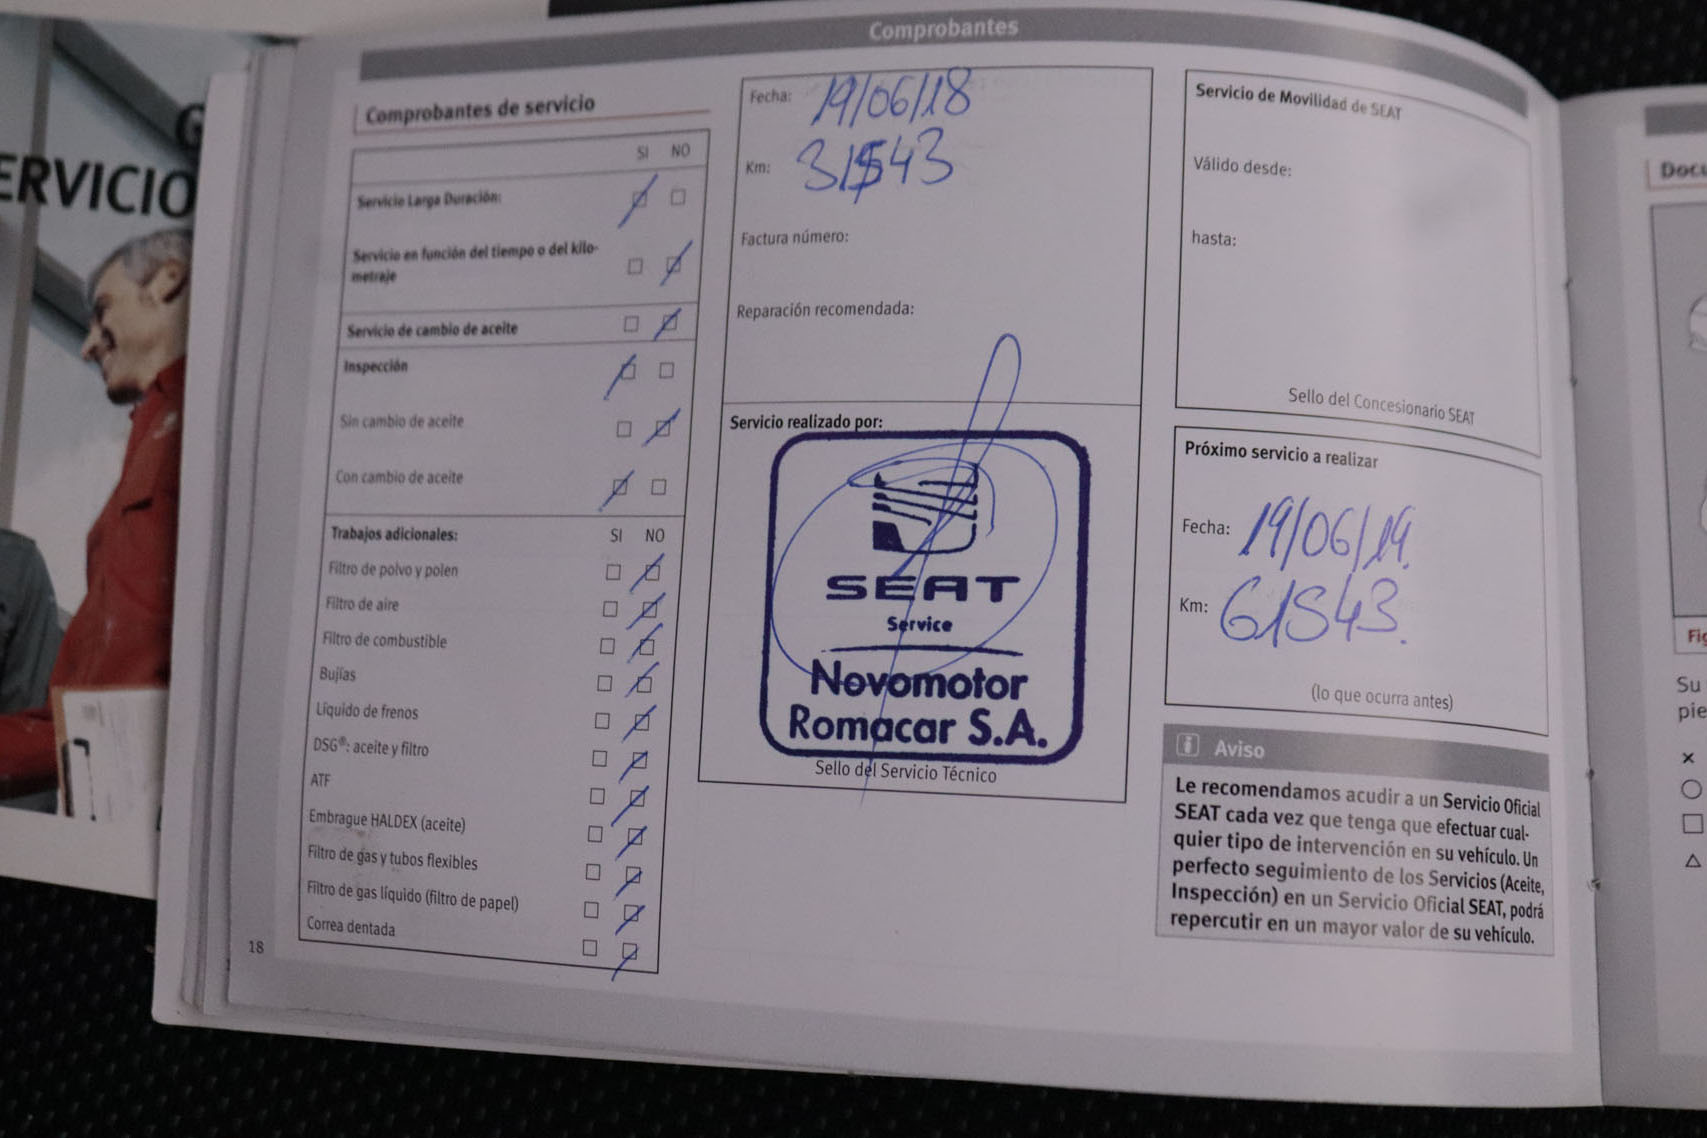 ERVICIO
Comprobantes
Comprobantes de servicio
SI NO
Servicio Larga Duración:
Servicio en función del tiempo o del kilo-
metraje
Servicio de cambio de aceite
Inspección
Sin cambio de aceite
Con cambio de aceite
Trabajos adicionales: SI NO
Filtro de polvo y polen
Filtro de aire
Filtro de combustible
Bujías
Líquido de frenos
DSG®: aceite y filtro
ATF
Embrague HALDEX (aceite)
Filtro de gas y tubos flexibles
Filtro de gas líquido (filtro de papel)
Correa dentada
18
Fecha: 19/06/18
Km: 31543
Factura número:
Reparación recomendada:
Servicio realizado por:
SEAT
Service
Novomotor
Romacar S.A.
Sello del Servicio Técnico
Servicio de Movilidad de SEAT
Válido desde:
hasta:
Sello del Concesionario SEAT
Próximo servicio a realizar
Fecha: 19/06/19.
Km: 61543.
(lo que ocurra antes)
i Aviso
Le recomendamos acudir a un Servicio Oficial
SEAT cada vez que tenga que efectuar cual-
quier tipo de intervención en su vehículo. Un
perfecto seguimiento de los Servicios (Aceite,
Inspección) en un Servicio Oficial SEAT, podrá
repercutir en un mayor valor de su vehículo.
Docu
Fig
Su
pie